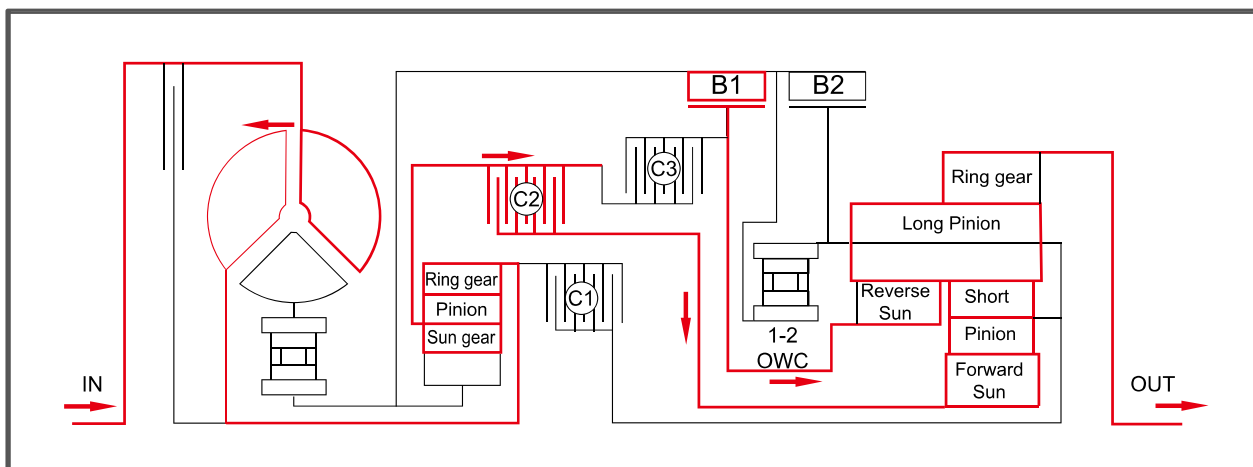 B1
B2
C3
C2
Ring gear
Long Pinion
Ring gear
Pinion
Sun gear
C1
Reverse
Sun
Short
Pinion
1-2
OWC
Forward
Sun
IN
OUT